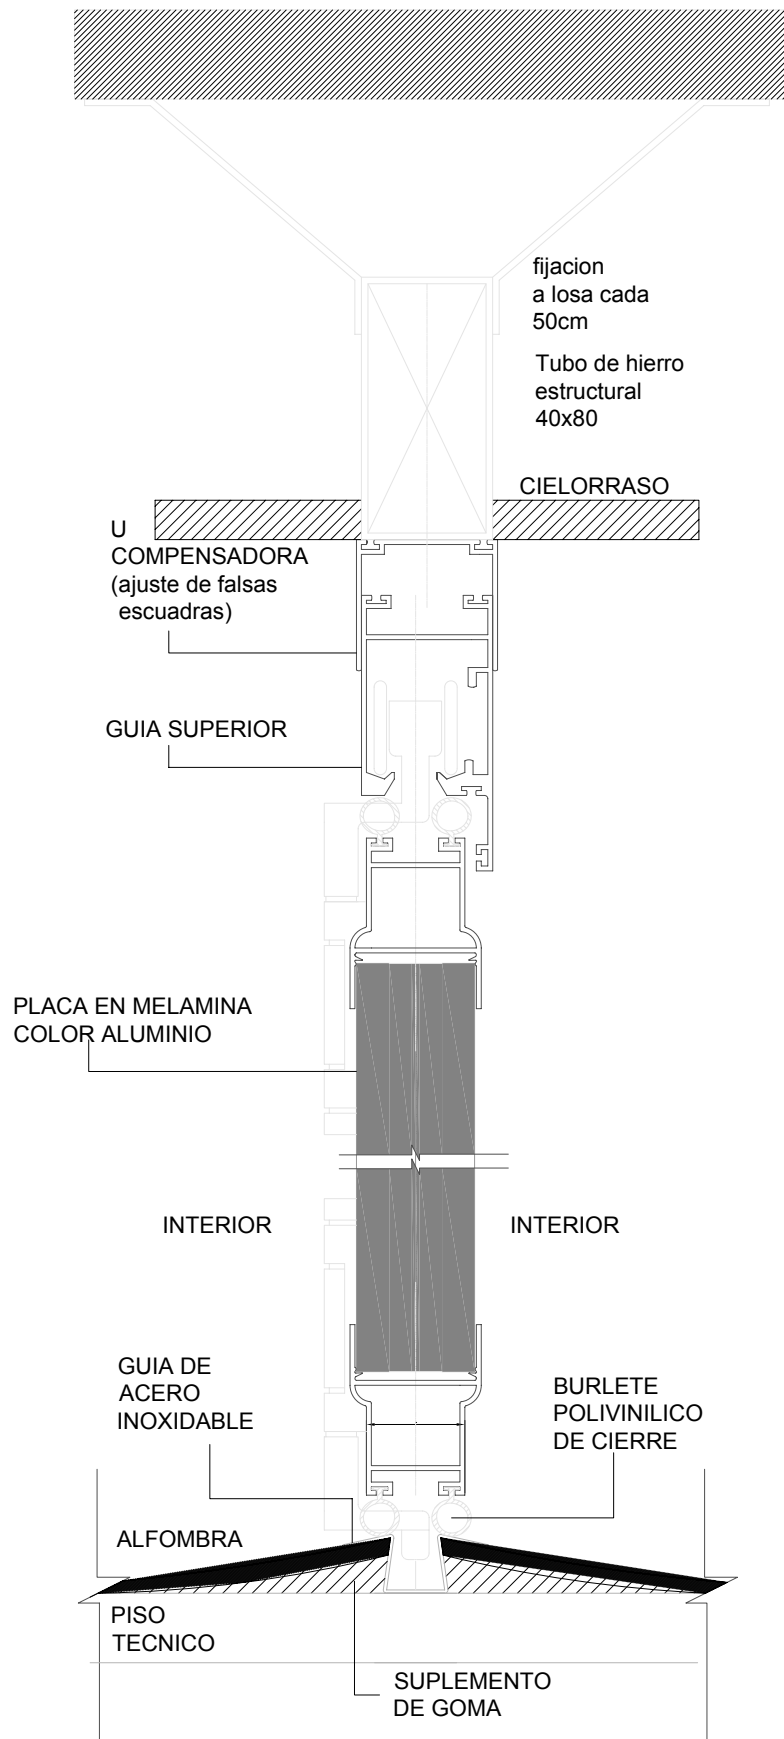 fijacion
a losa cada
50cm
Tubo de hierro
estructural
40x80
CIELORRASO
U
COMPENSADORA
(ajuste de falsas
escuadras)
GUIA SUPERIOR
PLACA EN MELAMINA
COLOR ALUMINIO
INTERIOR
INTERIOR
GUIA DE
ACERO
INOXIDABLE
BURLETE
POLIVINILICO
DE CIERRE
ALFOMBRA
PISO
TECNICO
SUPLEMENTO
DE GOMA